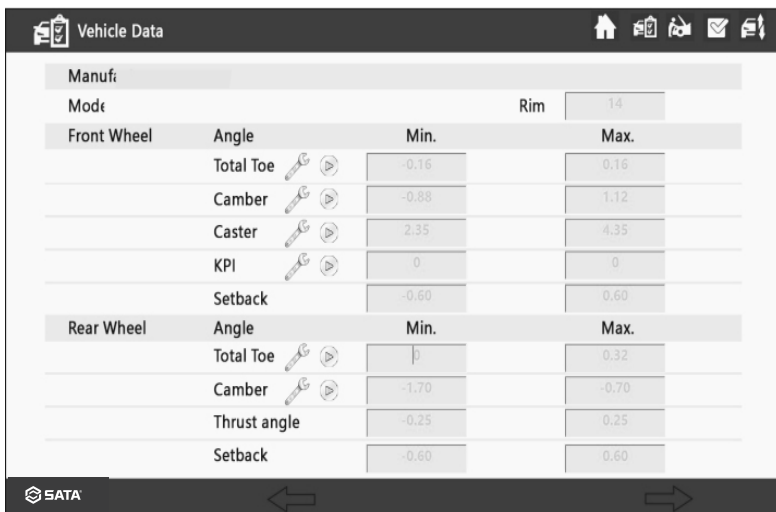 Vehicle Data
Manufa
Mode Rim 14
Front Wheel Angle Min. Max.
Total Toe -0.16 0.16
Camber -0.88 1.12
Caster 2.35 4.35
KPI 0 0
Setback -0.60 0.60
Rear Wheel Angle Min. Max.
Total Toe 0 0.32
Camber -1.70 -0.70
Thrust angle -0.25 0.25
Setback -0.60 0.60
SATA